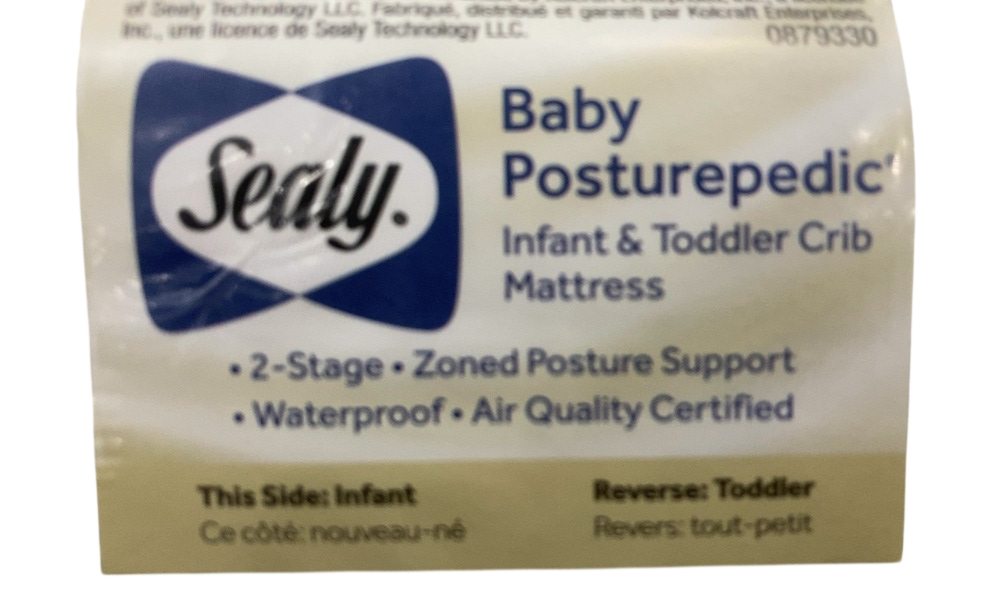 of Sealy Technology LLC. Fabriqué, distribué et garanti par Kolcraft Enterprises,
Inc., une licence de Sealy Technology LLC.
0879330
Sealy.
Baby
Posturepedic
Infant & Toddler Crib
Mattress
• 2-Stage • Zoned Posture Support
• Waterproof • Air Quality Certified
This Side: Infant
Ce côté: nouveau-né
Reverse: Toddler
Revers: tout-petit